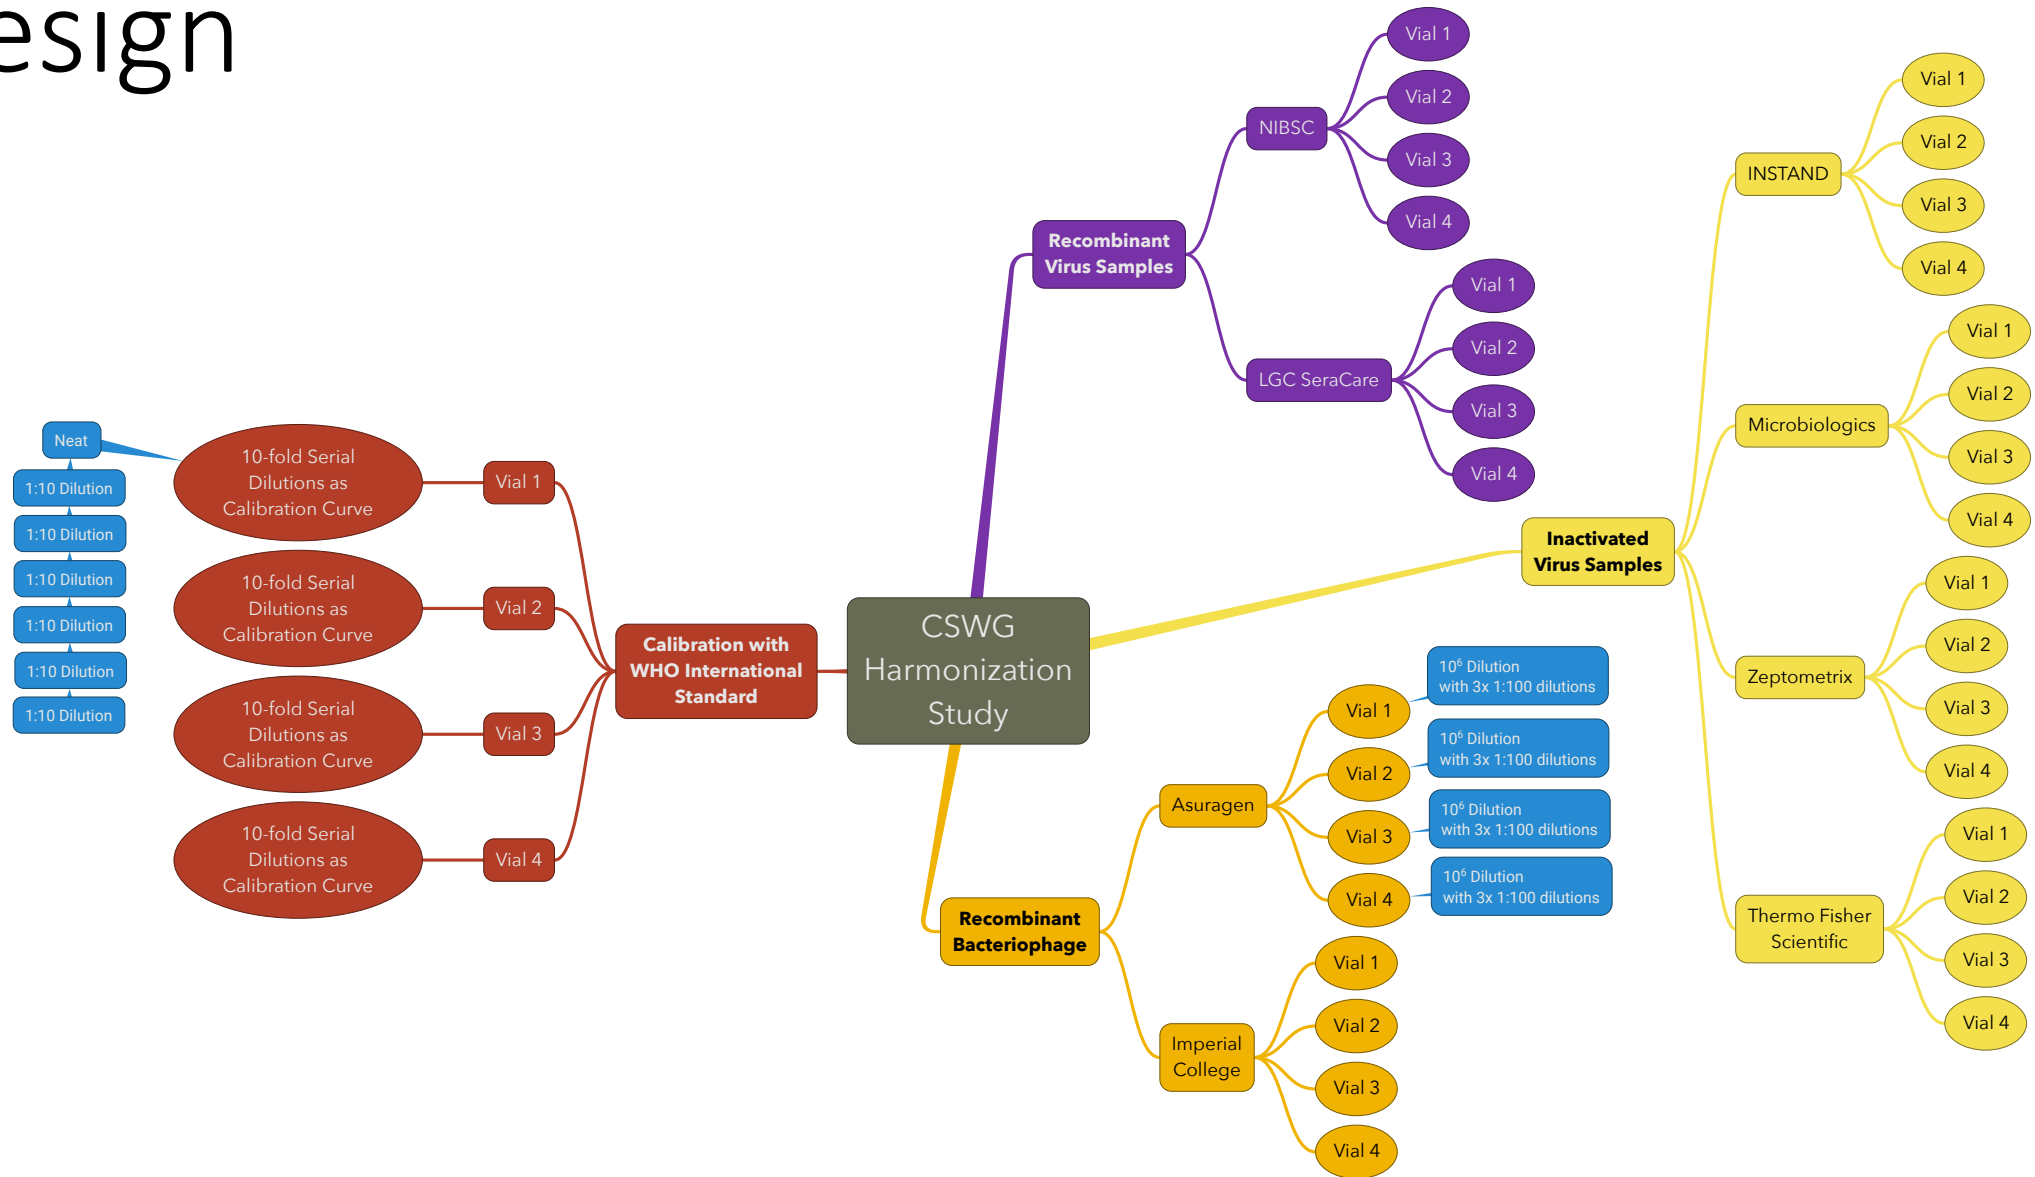 esign
Neat
1:10 Dilution
1:10 Dilution
1:10 Dilution
1:10 Dilution
1:10 Dilution
1:10 Dilution
10-fold Serial
Dilutions as
Calibration Curve
10-fold Serial
Dilutions as
Calibration Curve
10-fold Serial
Dilutions as
Calibration Curve
10-fold Serial
Dilutions as
Calibration Curve
Vial 1
Vial 2
Vial 3
Vial 4
Calibration with
WHO International
Standard
CSWG
Harmonization
Study
Recombinant
Virus Samples
NIBSC
Vial 1
Vial 2
Vial 3
Vial 4
LGC SeraCare
Vial 1
Vial 2
Vial 3
Vial 4
Inactivated
Virus Samples
INSTAND
Vial 1
Vial 2
Vial 3
Vial 4
Microbiologics
Vial 1
Vial 2
Vial 3
Vial 4
Zeptometrix
Vial 1
Vial 2
Vial 3
Vial 4
Thermo Fisher
Scientific
Vial 1
Vial 2
Vial 3
Vial 4
Recombinant
Bacteriophage
Asuragen
Vial 1
Vial 2
Vial 3
Vial 4
10⁶ Dilution
with 3x 1:100 dilutions
10⁶ Dilution
with 3x 1:100 dilutions
10⁶ Dilution
with 3x 1:100 dilutions
10⁶ Dilution
with 3x 1:100 dilutions
Imperial
College
Vial 1
Vial 2
Vial 3
Vial 4